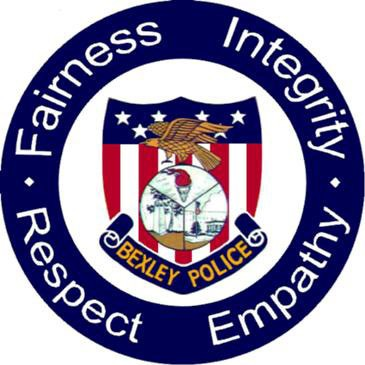 Fairness
Integrity
Respect
Empathy
BEXLEY POLICE